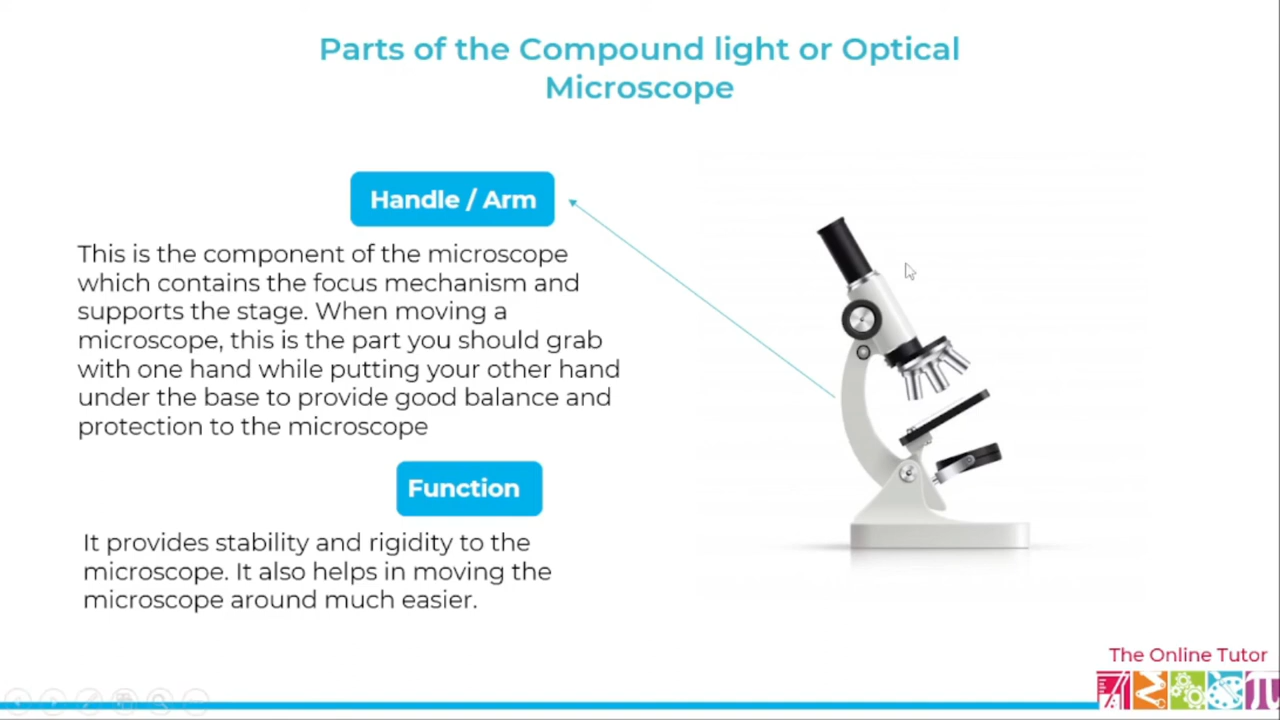 Parts of the Compound light or Optical
Microscope
Handle / Arm
This is the component of the microscope
which contains the focus mechanism and
supports the stage. When moving a
microscope, this is the part you should grab
with one hand while putting your other hand
under the base to provide good balance and
protection to the microscope
Function
It provides stability and rigidity to the
microscope. It also helps in moving the
microscope around much easier.
The Online Tutor